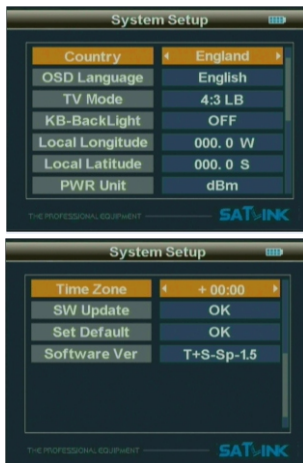 System Setup
Country England
OSD Language English
TV Mode 4:3 LB
KB-BackLight OFF
Local Longitude 000. 0 W
Local Latitude 000. 0 S
PWR Unit dBm
THE PROFESSIONAL EQUIPMENT SATLINK
System Setup
Time Zone + 00:00
SW Update OK
Set Default OK
Software Ver T+S-Sp-1.5
THE PROFESSIONAL EQUIPMENT SATLINK